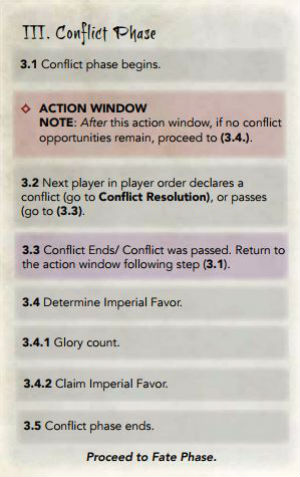 III. Conflict Phase
3.1 Conflict phase begins.
ACTION WINDOW
NOTE: After this action window, if no conflict
opportunities remain, proceed to (3.4.).
3.2 Next player in player order declares a
conflict (go to Conflict Resolution), or passes
(go to (3.3).
3.3 Conflict Ends/ Conflict was passed. Return to
the action window following step (3.1).
3.4 Determine Imperial Favor.
3.4.1 Glory count.
3.4.2 Claim Imperial Favor.
3.5 Conflict phase ends.
Proceed to Fate Phase.